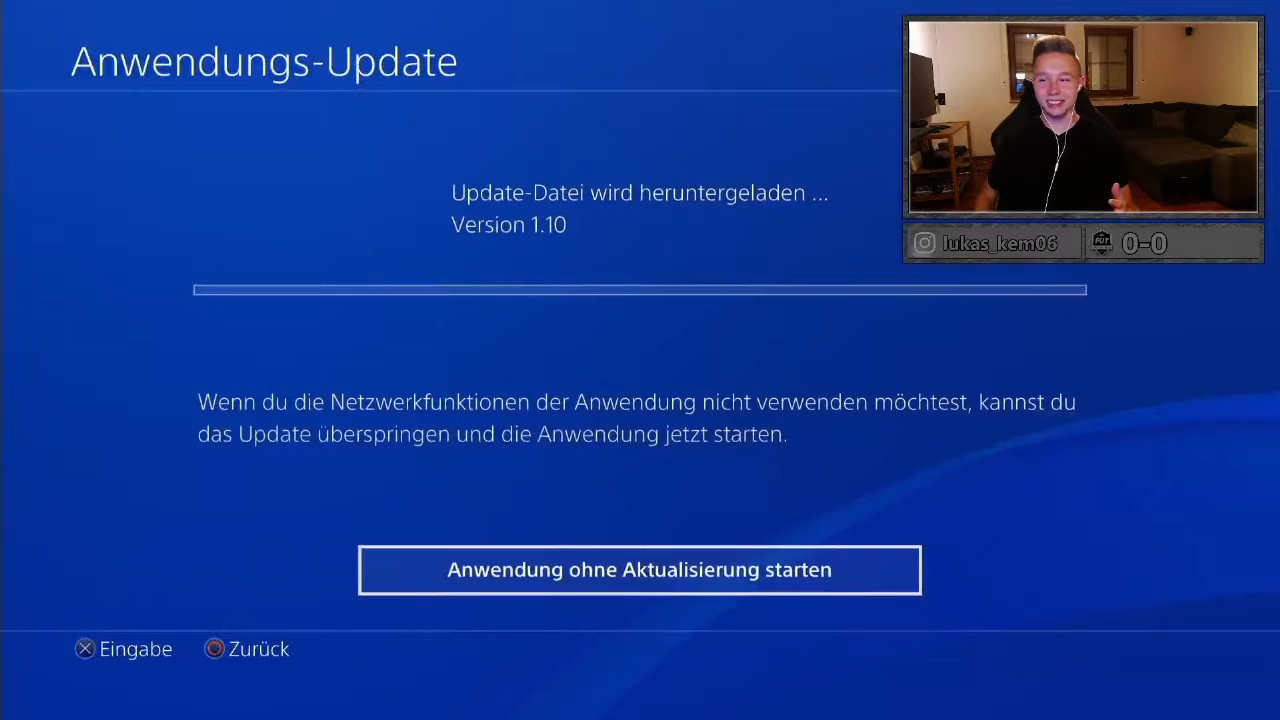 Anwendungs-Update
Update-Datei wird heruntergeladen ...
Version 1.10
lukas_kem06
FUT
0-0
Wenn du die Netzwerkfunktionen der Anwendung nicht verwenden möchtest, kannst du
das Update überspringen und die Anwendung jetzt starten.
Anwendung ohne Aktualisierung starten
Eingabe
Zurück